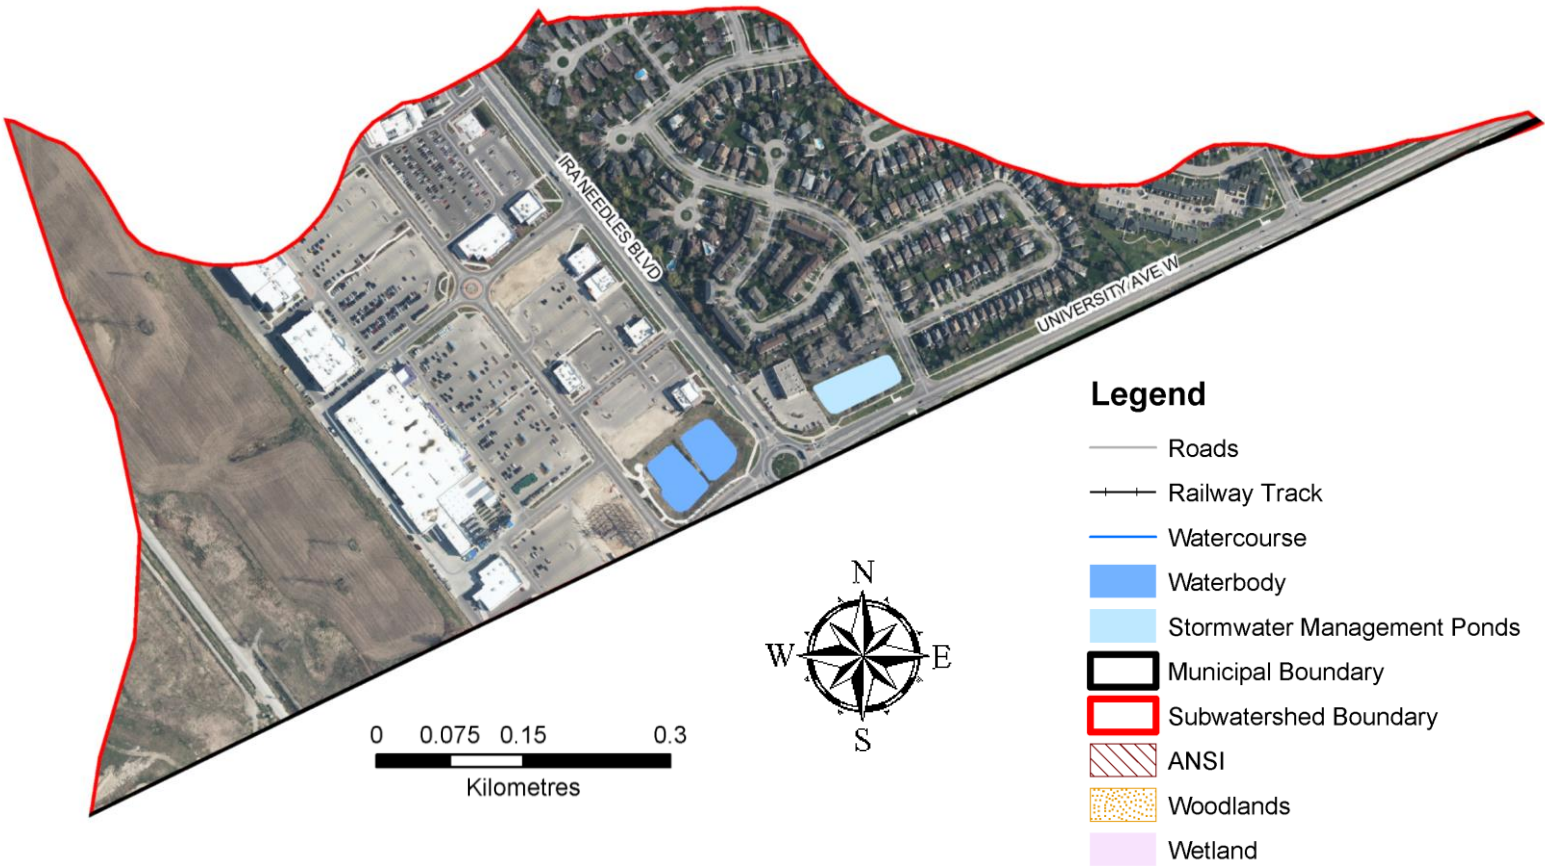 IRA NEEDLES BLVD
UNIVERSITY AVE W
Legend
Roads
Railway Track
Watercourse
Waterbody
Stormwater Management Ponds
Municipal Boundary
Subwatershed Boundary
ANSI
Woodlands
Wetland
N
W E
S
0 0.075 0.15 0.3
Kilometres